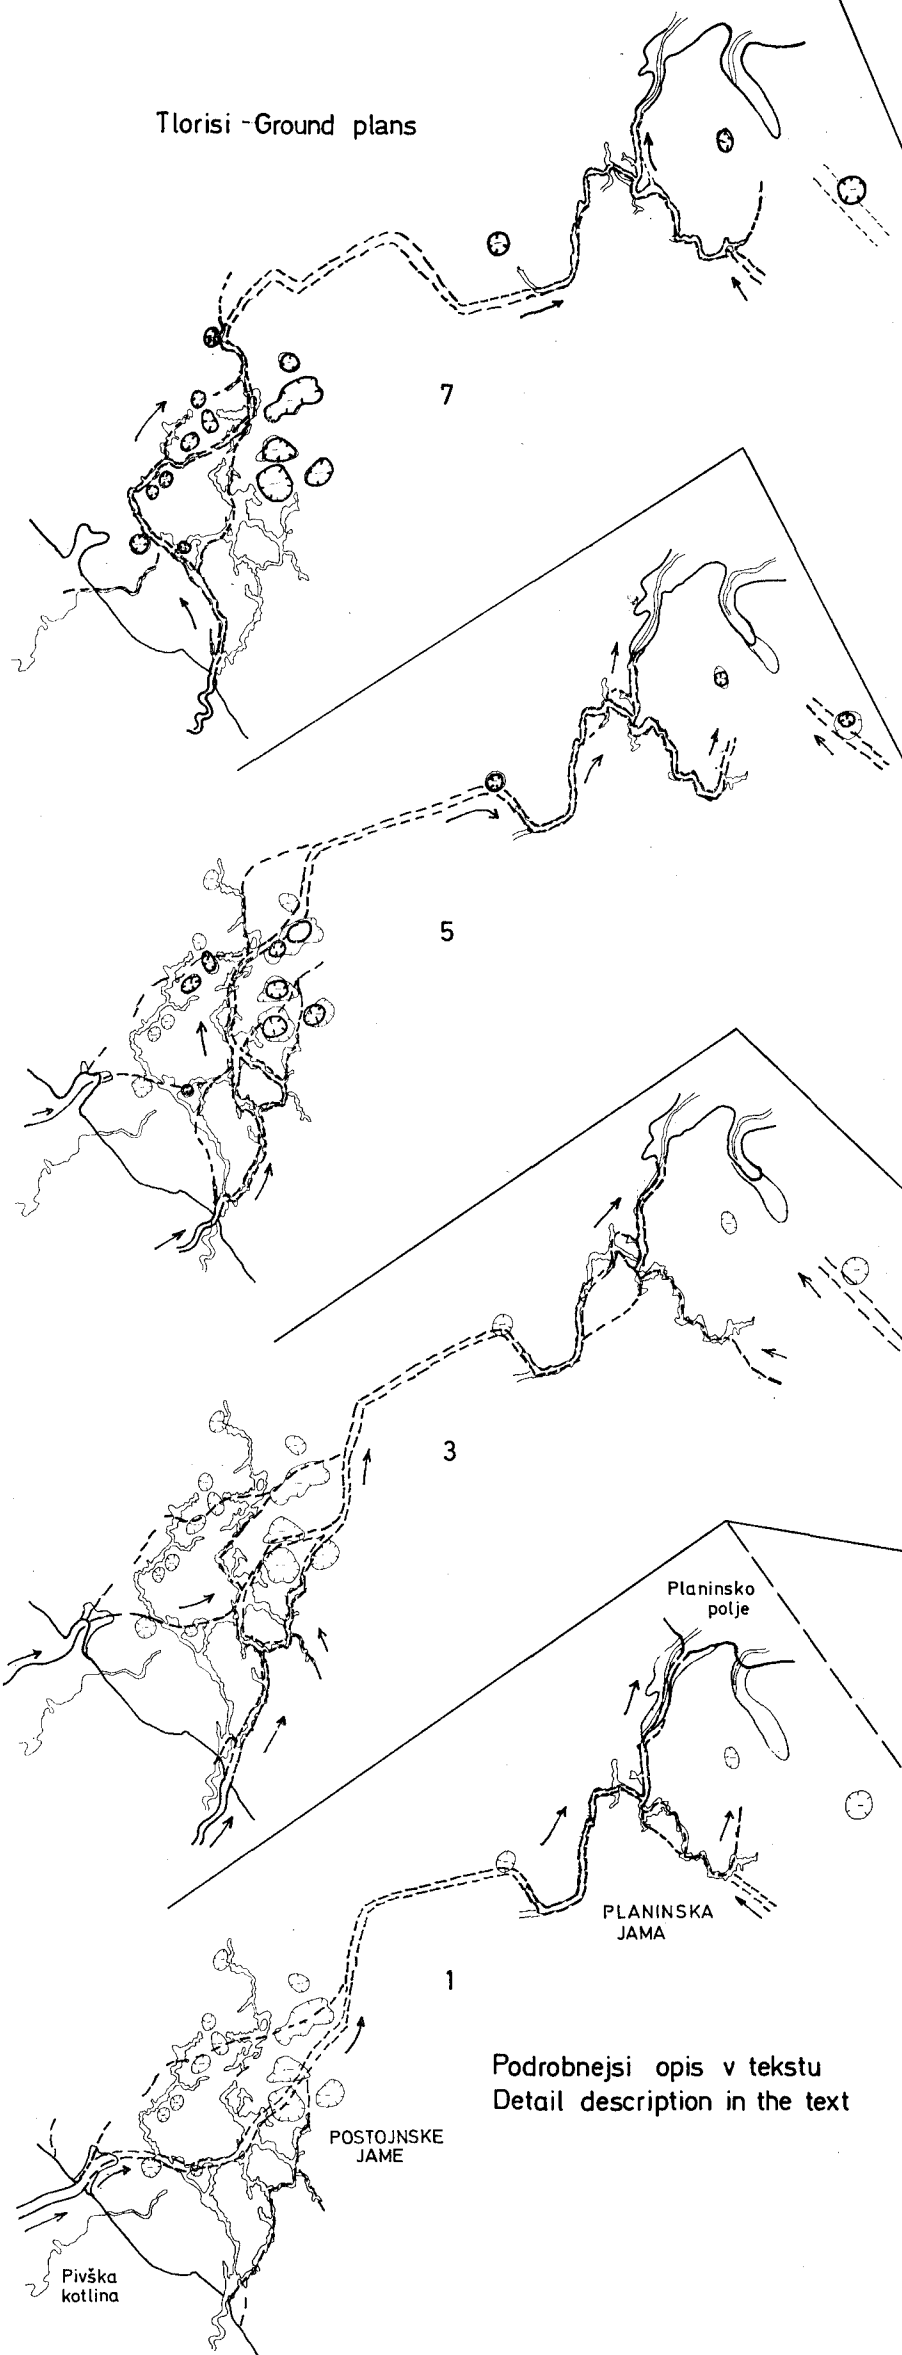 Tlorisi - Ground plans
7
5
3
Planinsko
polje
PLANINSKA
JAMA
1
Podrobnejsi opis v tekstu
Detail description in the text
POSTOJNSKE
JAME
Pivška
kotlina